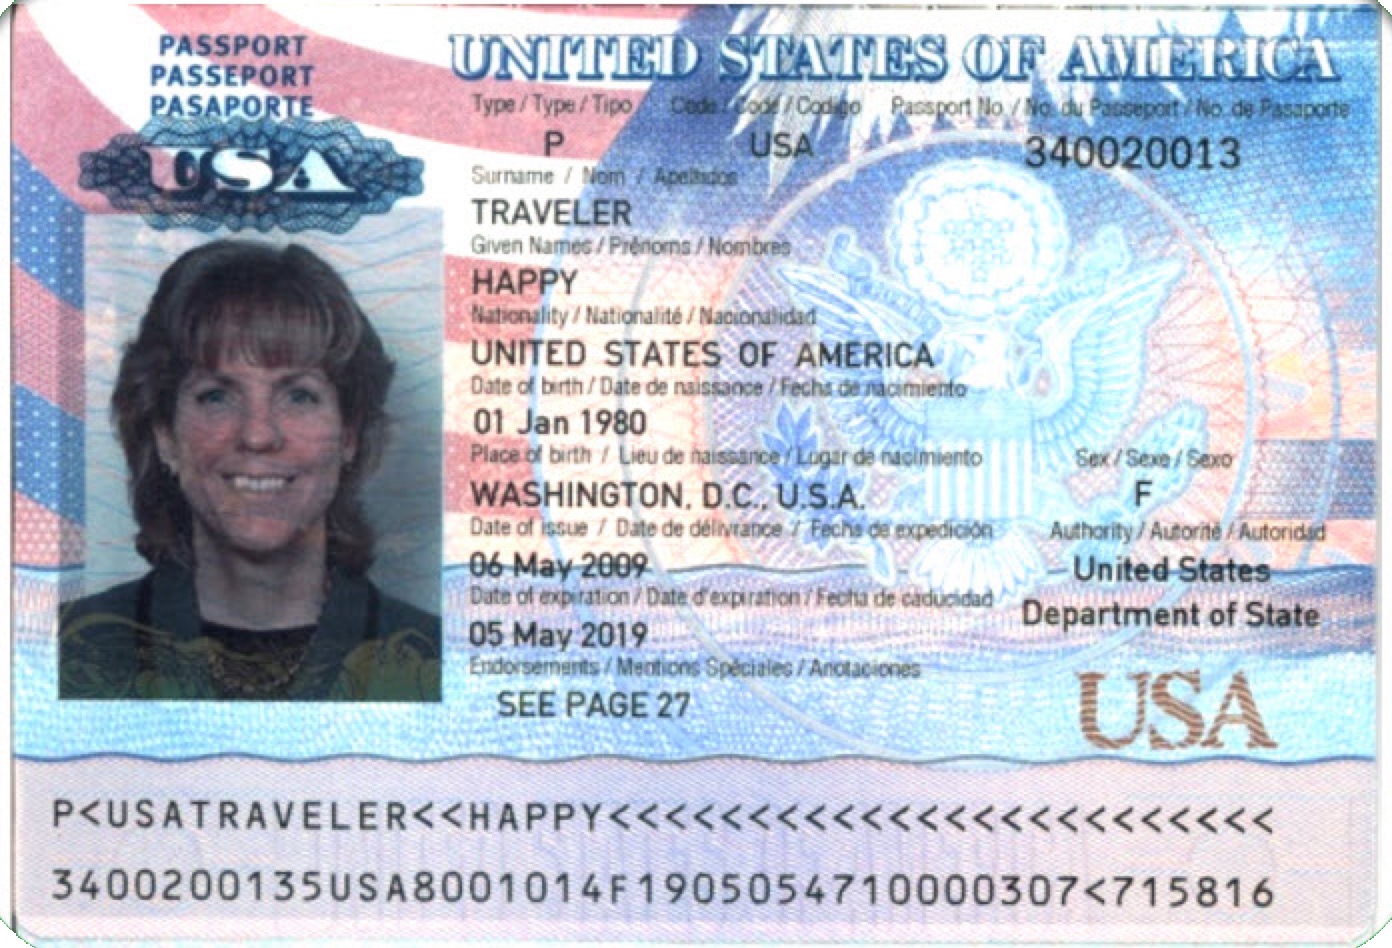 PASSPORT
PASSEPORT
PASAPORTE
USA
UNITED STATES OF AMERICA
Type / Type / Tipo Code / Code / Codigo Passport No. / No. du Passeport / No. de Pasaporte
P USA 340020013
Surname / Nom / Apellidos
TRAVELER
Given Names / Prénoms / Nombres
HAPPY
Nationality / Nationalité / Nacionalidad
UNITED STATES OF AMERICA
Date of birth / Date de naissance / Fecha de nacimiento
01 Jan 1980
Place of birth / Lieu de naissance / Lugar de nacimiento Sex / Sexe / Sexo
WASHINGTON, D.C., U.S.A. F
Date of issue / Date de délivrance / Fecha de expedición Authority / Autorité / Autoridad
06 May 2009 United States
Date of expiration / Date d'expiration / Fecha de caducidad Department of State
05 May 2019
Endorsements / Mentions Spéciales / Anotaciones
SEE PAGE 27
USA
P<USATRAVELER<<HAPPY<<<<<<<<<<<<<<<<<<<<<<<<
3400200135USA8001014F1905054710000307<715816